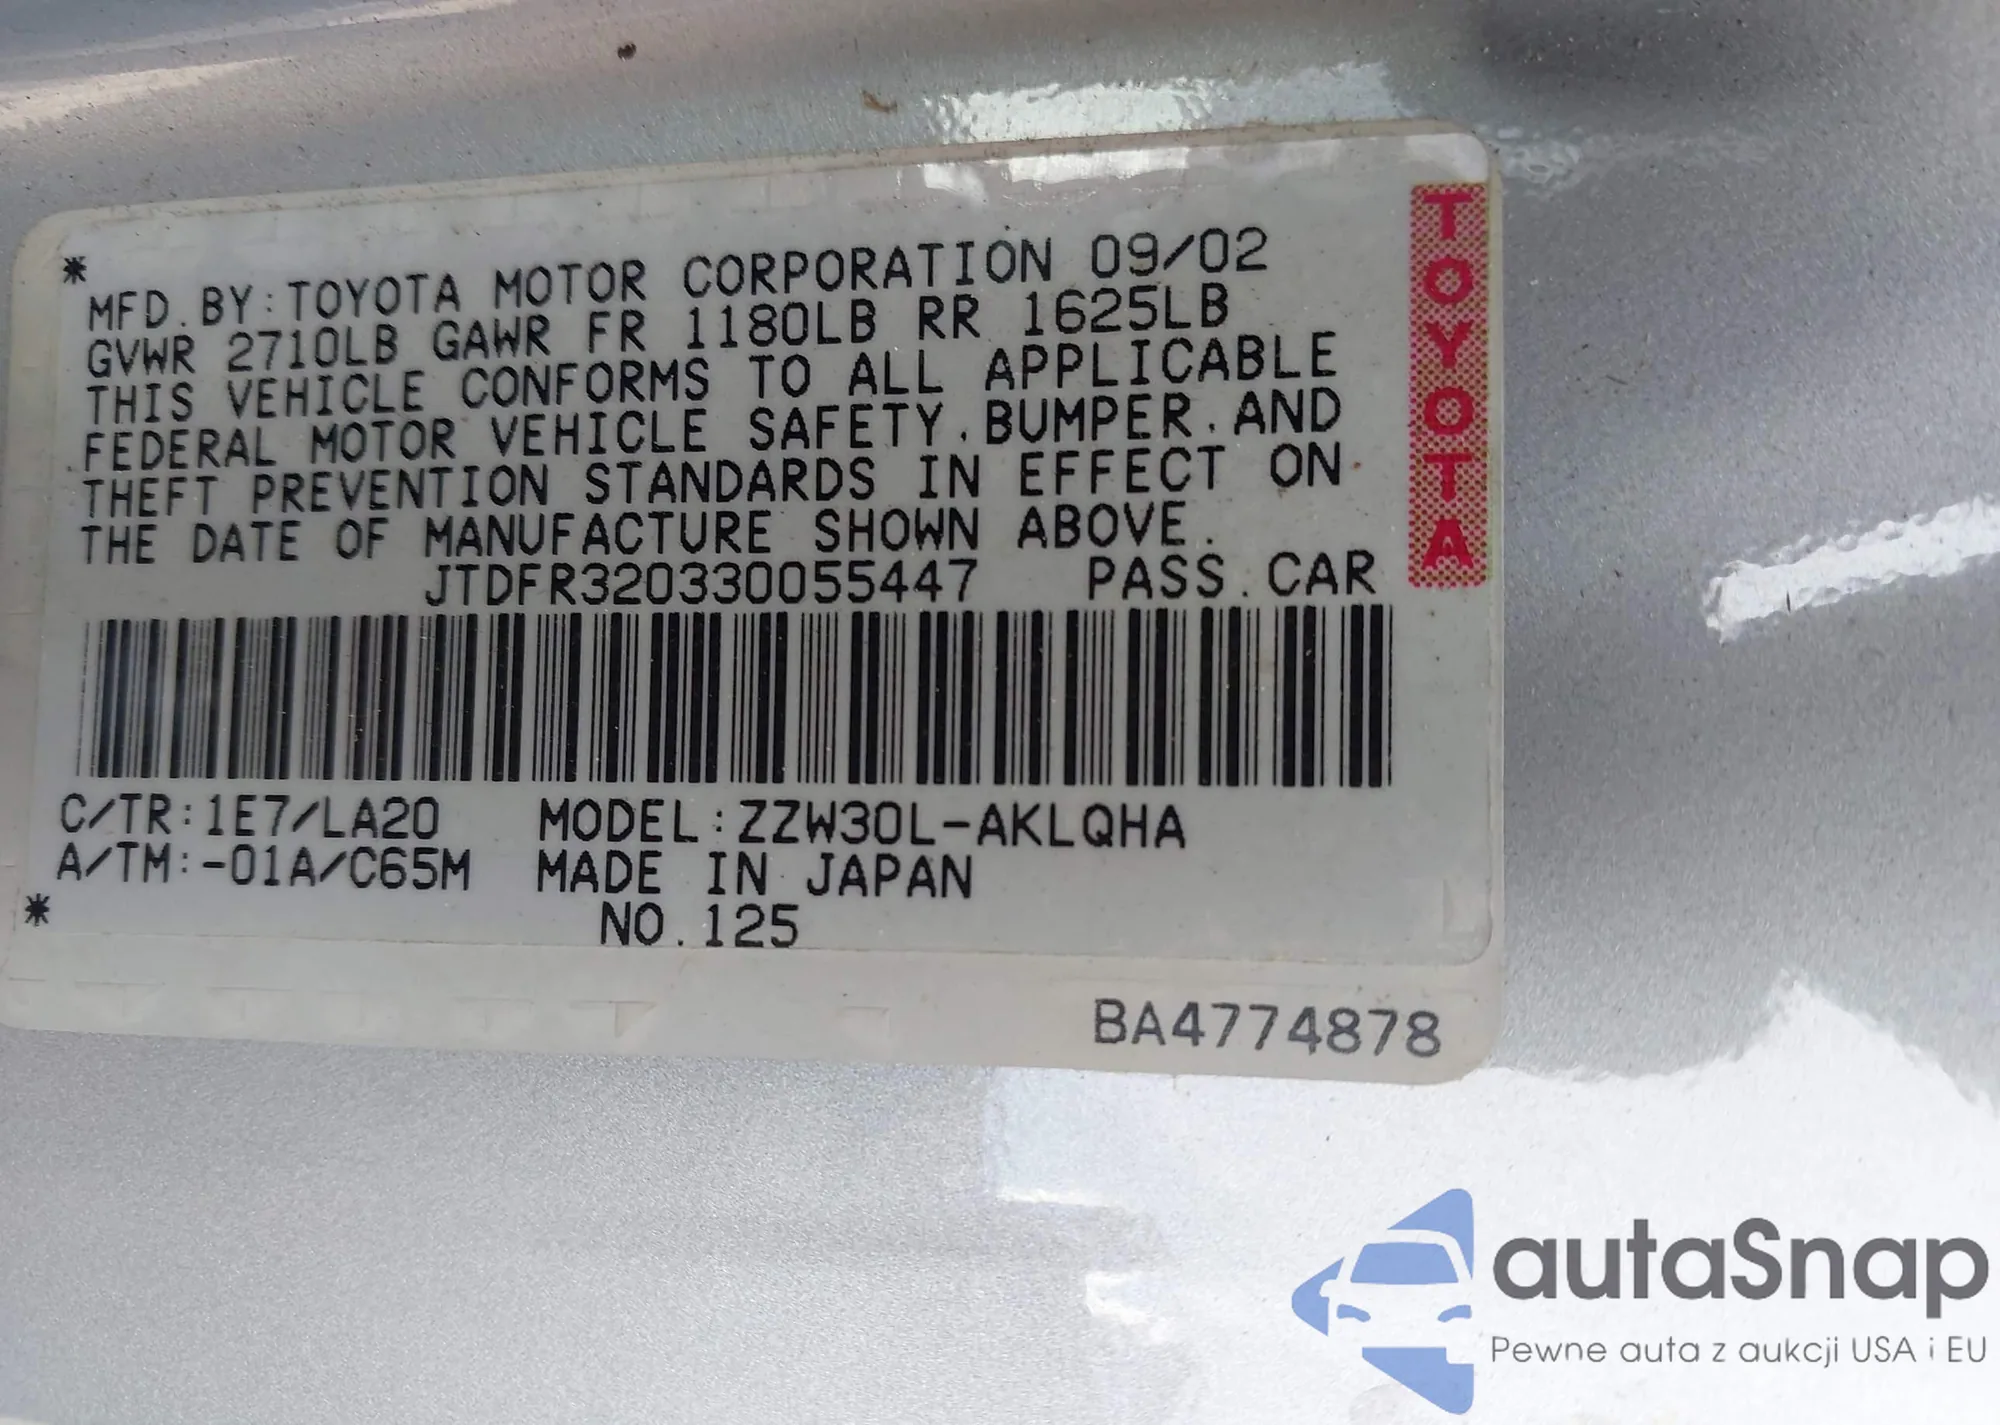 *
MFD. BY: TOYOTA MOTOR CORPORATION 09/02
GVWR 2710LB GAWR FR 1180LB RR 1625LB
THIS VEHICLE CONFORMS TO ALL APPLICABLE
FEDERAL MOTOR VEHICLE SAFETY, BUMPER, AND
THEFT PREVENTION STANDARDS IN EFFECT ON
THE DATE OF MANUFACTURE SHOWN ABOVE.
JTDFR320330055447 PASS. CAR
C/TR: 1E7/LA20 MODEL: ZZW30L-AKLQHA
A/TM: -01A/C65M MADE IN JAPAN
*
NO. 125
BA4774878
TOYOTA
autaSnap
Pewne auta z aukcji USA i EU